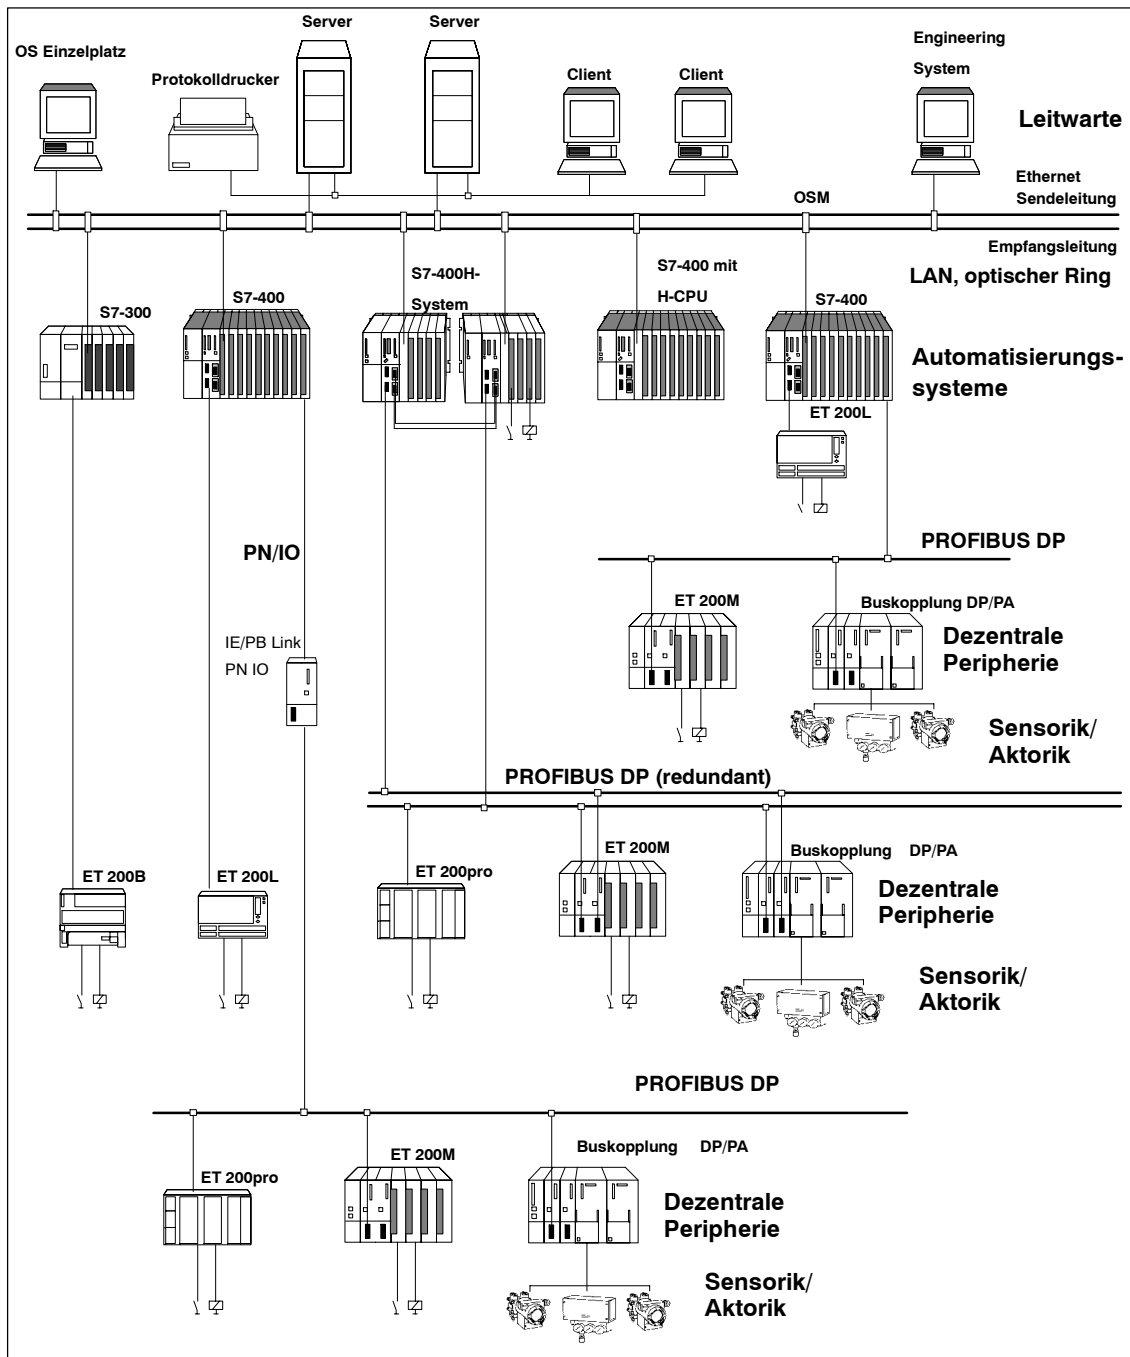 Server
Server
OS Einzelplatz
Protokolldrucker
Client
Client
Engineering
System
Leitwarte
Ethernet
Sendeleitung
OSM
Empfangsleitung
LAN, optischer Ring
S7-300
S7-400
S7-400H-
System
S7-400 mit
H-CPU
S7-400
Automatisierungs-
systeme
ET 200L
PN/IO
PROFIBUS DP
IE/PB Link
PN IO
ET 200M
Buskopplung DP/PA
Dezentrale
Peripherie
Sensorik/
Aktorik
PROFIBUS DP (redundant)
ET 200B
ET 200L
ET 200pro
ET 200M
Buskopplung DP/PA
Dezentrale
Peripherie
Sensorik/
Aktorik
PROFIBUS DP
ET 200pro
ET 200M
Buskopplung DP/PA
Dezentrale
Peripherie
Sensorik/
Aktorik